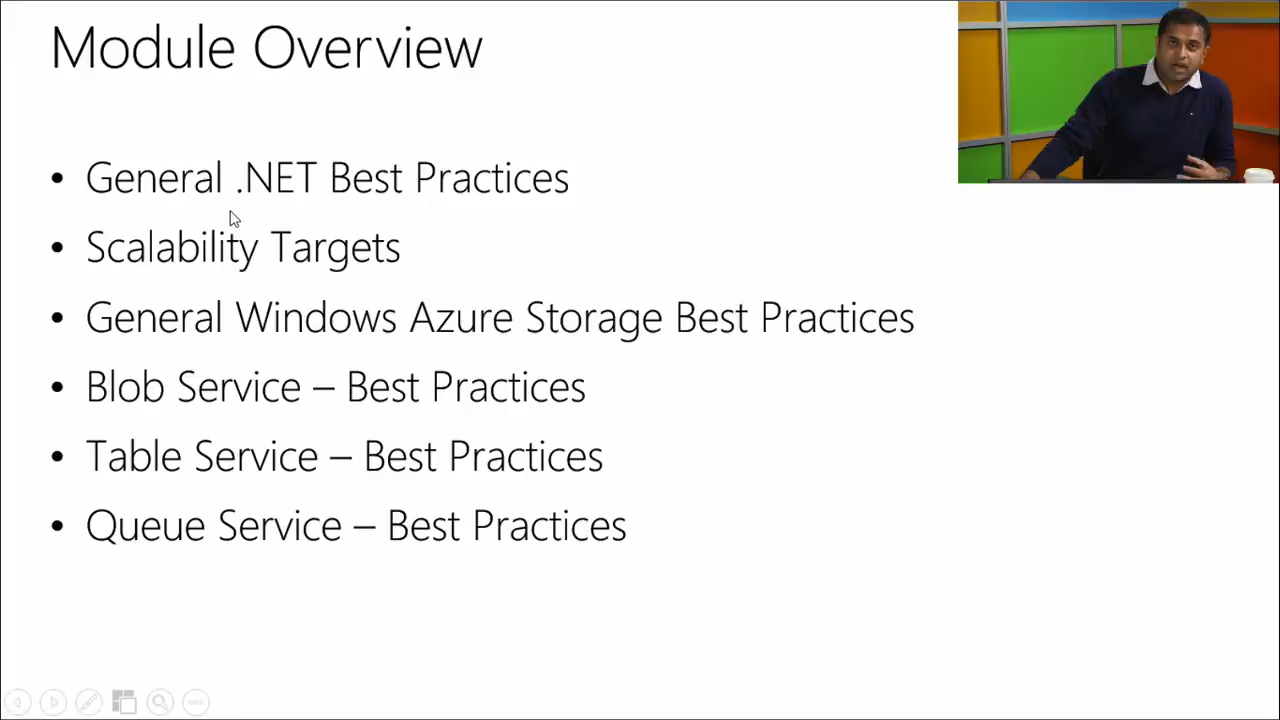 Module Overview
• General .NET Best Practices
• Scalability Targets
• General Windows Azure Storage Best Practices
• Blob Service – Best Practices
• Table Service – Best Practices
• Queue Service – Best Practices